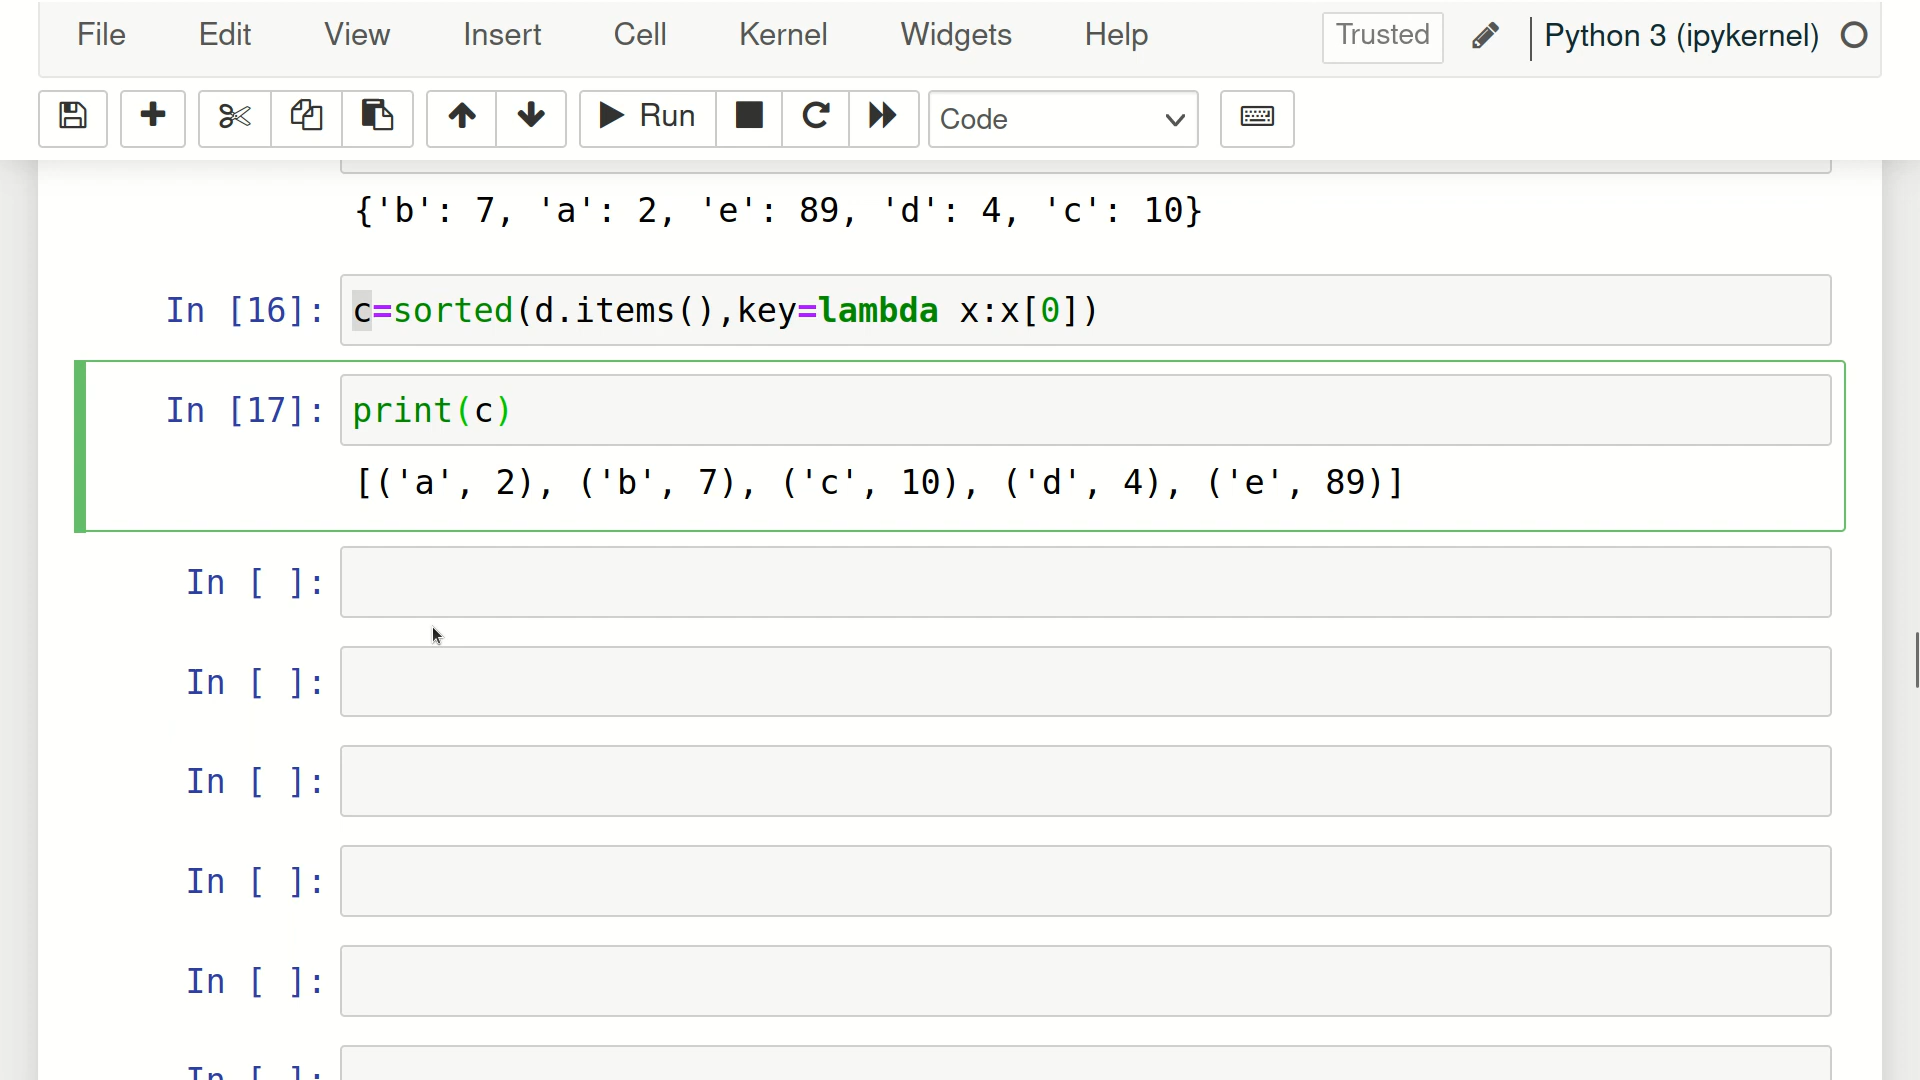 File Edit View Insert Cell Kernel Widgets Help Trusted Python 3 (ipykernel)
Run Code
{'b': 7, 'a': 2, 'e': 89, 'd': 4, 'c': 10}
In [16]: c=sorted(d.items(),key=lambda x:x[0])
In [17]: print(c)
[('a', 2), ('b', 7), ('c', 10), ('d', 4), ('e', 89)]
In [ ]:
In [ ]:
In [ ]:
In [ ]:
In [ ]:
In [ ]: